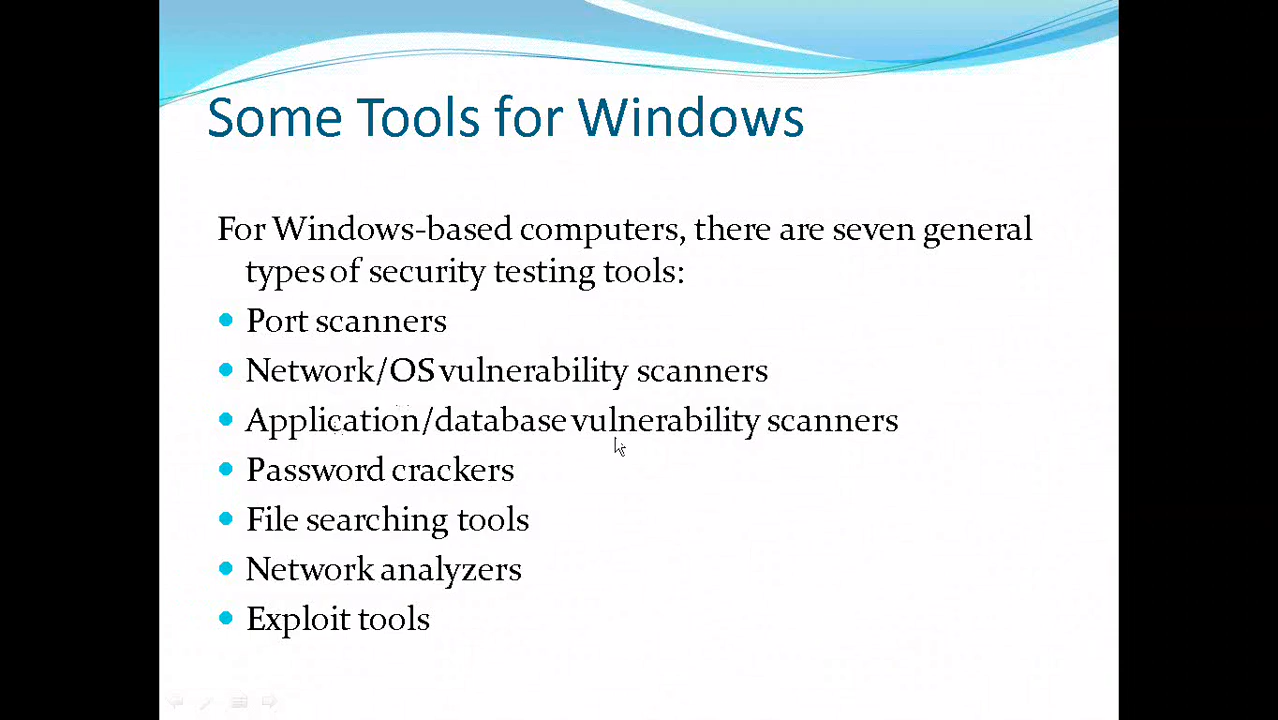 Some Tools for Windows
For Windows-based computers, there are seven general
types of security testing tools:
Port scanners
Network/OS vulnerability scanners
Application/database vulnerability scanners
Password crackers
File searching tools
Network analyzers
Exploit tools